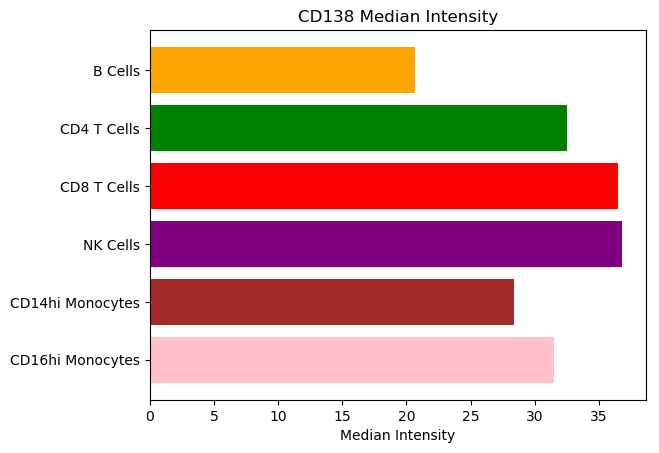 CD138 Median Intensity
B Cells
CD4 T Cells
CD8 T Cells
NK Cells
CD14hi Monocytes
CD16hi Monocytes
0 5 10 15 20 25 30 35
Median Intensity